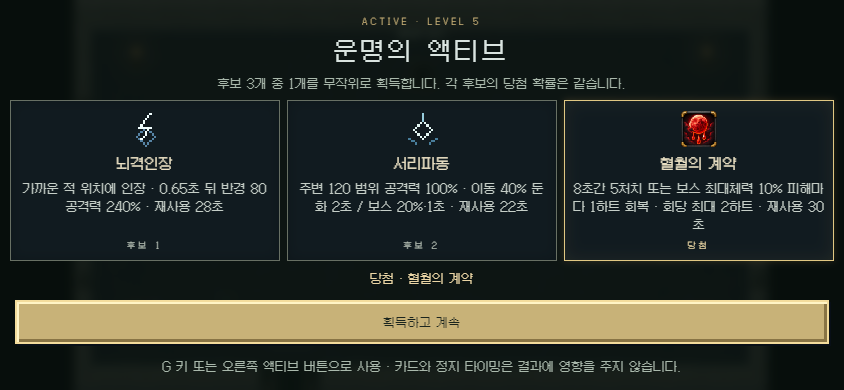 ACTIVE · LEVEL 5
운명의 액티브
후보 3개 중 1개를 무작위로 획득합니다. 각 후보의 당첨 확률은 같습니다.
뇌격인장
가까운 적 위치에 인장 · 0.65초 뒤 반경 80
공격력 240% · 재사용 28초
후보 1
서리파동
주변 120 범위 공격력 100% · 이동 40% 둔
화 2초 / 보스 20%·1초 · 재사용 22초
후보 2
혈월의 계약
8초간 5처치 또는 보스 최대체력 10% 피해마
다 1하트 회복 · 회당 최대 2하트 · 재사용 30
초
당첨
당첨 · 혈월의 계약
획득하고 계속
G 키 또는 오른쪽 액티브 버튼으로 사용 · 카드와 정지 타이밍은 결과에 영향을 주지 않습니다.